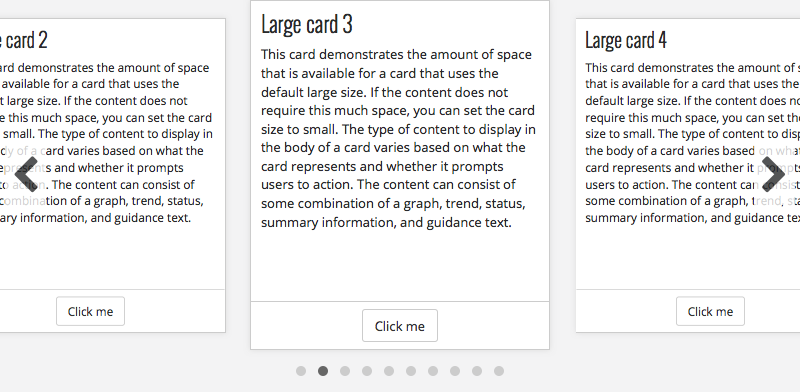 card 2
ard demonstrates the amount of space
available for a card that uses the
t large size. If the content does not
e this much space, you can set the card
small. The type of content to display in
dy of a card varies based on what the
represents and whether it prompts
to action. The content can consist of
combination of a graph, trend, status,
ary information, and guidance text.
Click me
Large card 3
This card demonstrates the amount of space
that is available for a card that uses the
default large size. If the content does not
require this much space, you can set the card
size to small. The type of content to display in
the body of a card varies based on what the
card represents and whether it prompts
users to action. The content can consist of
some combination of a graph, trend, status,
summary information, and guidance text.
Click me
Large card 4
This card demonstrates the amount of s
that is available for a card that uses the
default large size. If the content does no
require this much space, you can set the
size to small. The type of content to disp
the body of a card varies based on what
card represents and whether it prompts
users to action. The content can consist
some combination of a graph, trend, sta
summary information, and guidance te
Click me